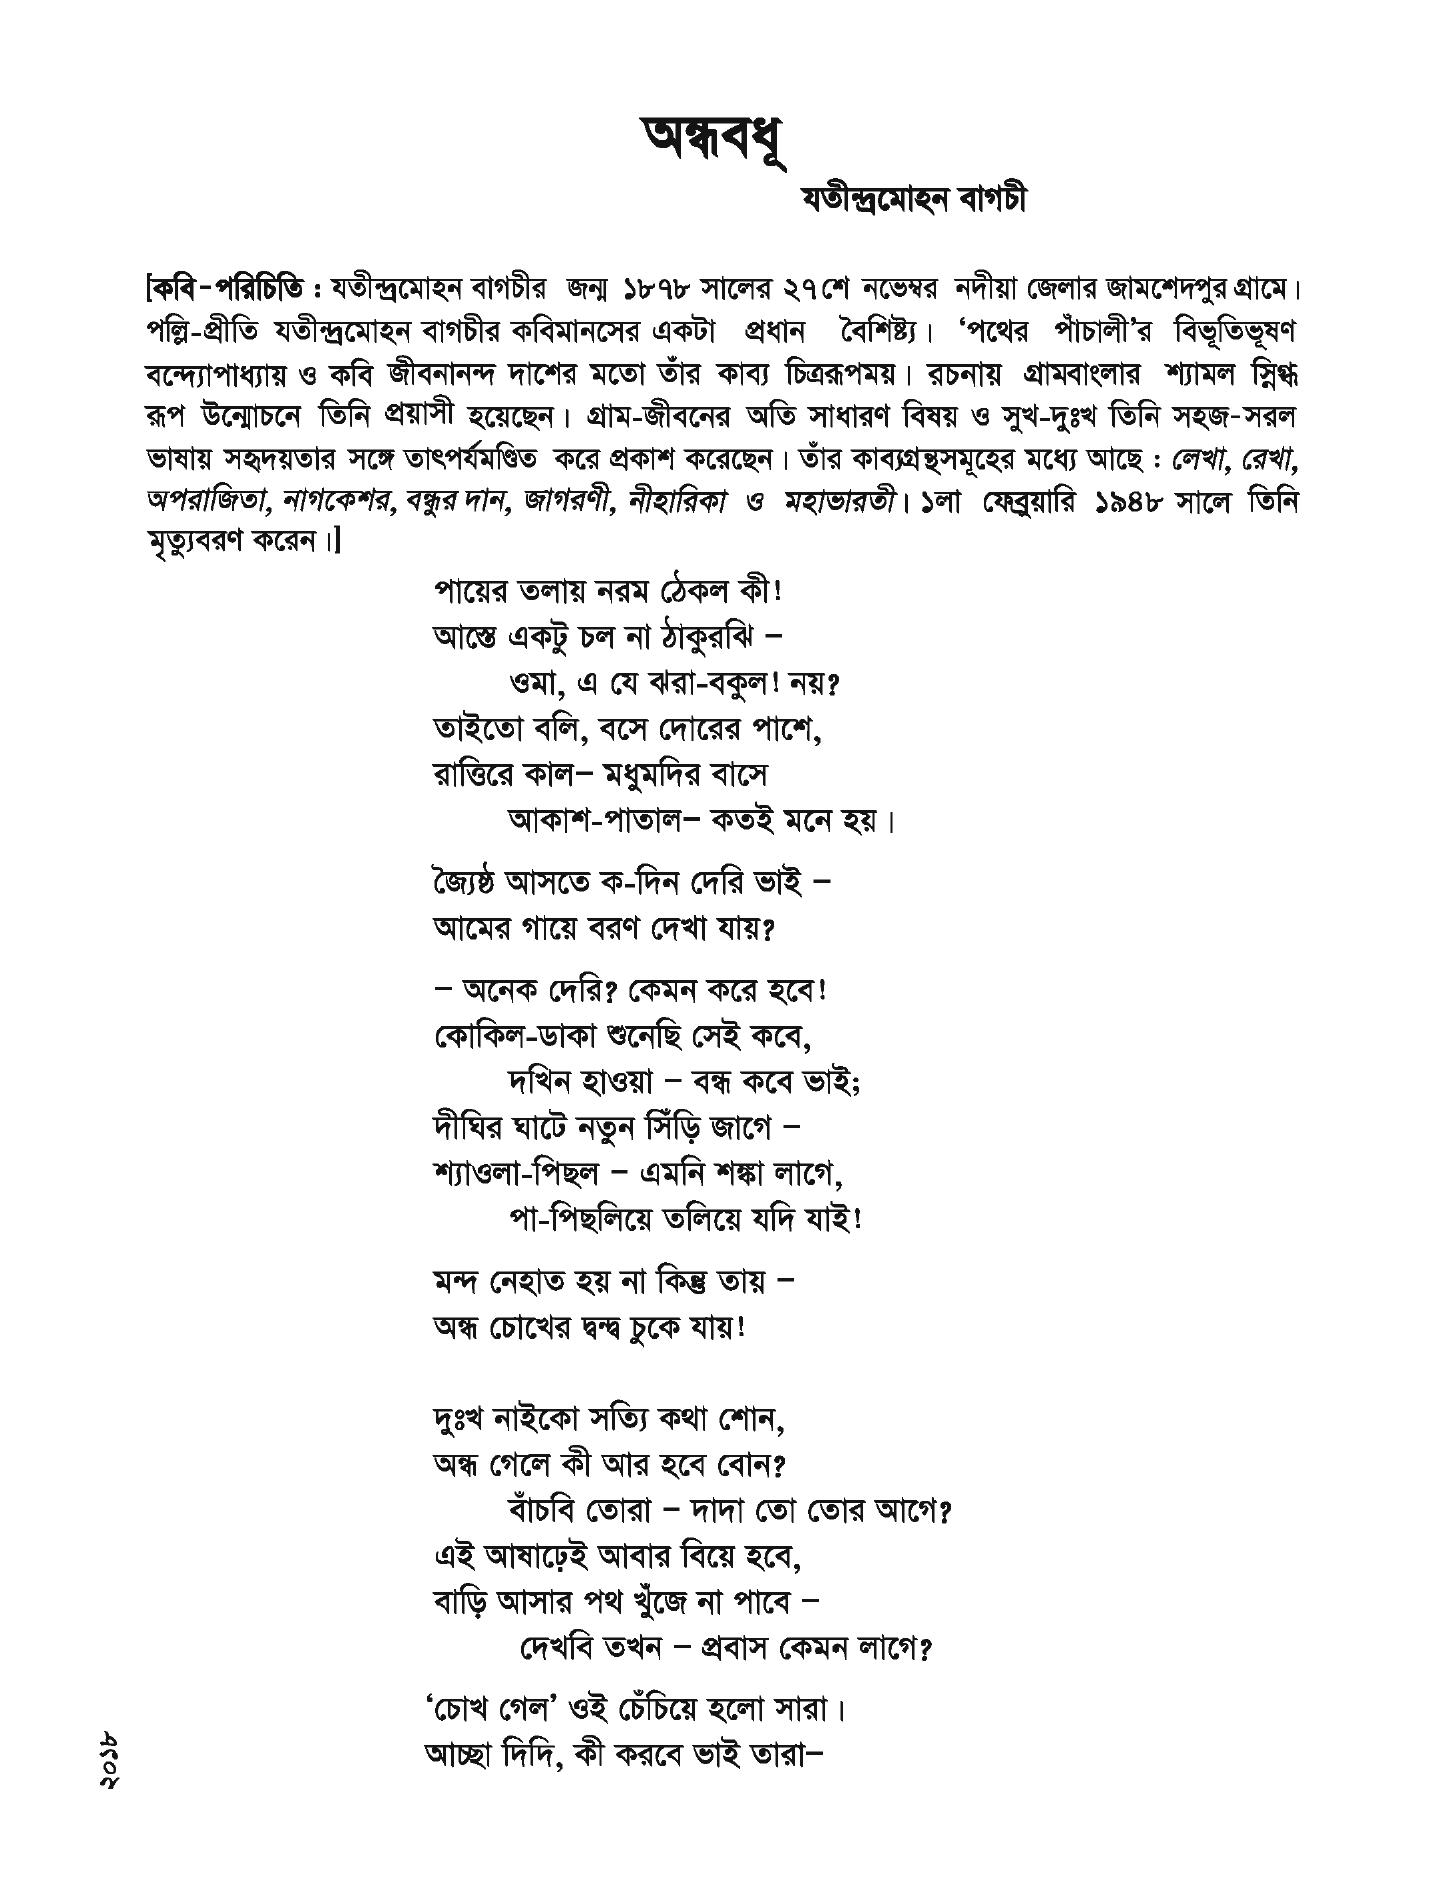 অন্ধবধূ
যতীন্দ্রমোহন বাগচী
[কবি-পরিচিতি : যতীন্দ্রমোহন বাগচীর জন্ম ১৮৭৮ সালের ২৭শে নভেম্বর নদীয়া জেলার জামশেদপুর গ্রামে।
পল্লি-প্রীতি যতীন্দ্রমোহন বাগচীর কবিমানসের একটা প্রধান বৈশিষ্ট্য। ‘পথের পাঁচালী’র বিভূতিভূষণ
বন্দ্যোপাধ্যায় ও কবি জীবনানন্দ দাশের মতো তাঁর কাব্য চিত্ররূপময়। রচনায় গ্রামবাংলার শ্যামল স্নিগ্ধ
রূপ উন্মোচনে তিনি প্রয়াসী হয়েছেন। গ্রাম-জীবনের অতি সাধারণ বিষয় ও সুখ-দুঃখ তিনি সহজ-সরল
ভাষায় সহৃদয়তার সঙ্গে তাৎপর্যমণ্ডিত করে প্রকাশ করেছেন। তাঁর কাব্যগ্রন্থসমূহের মধ্যে আছে : লেখা, রেখা,
অপরাজিতা, নাগকেশর, বন্ধুর দান, জাগরণী, নীহারিকা ও মহাভারতী। ১লা ফেব্রুয়ারি ১৯৪৮ সালে তিনি
মৃত্যুবরণ করেন।]
পায়ের তলায় নরম ঠেকল কী!
আস্তে একটু চল না ঠাকুরঝি –
ওমা, এ যে ঝরা-বকুল! নয়?
তাইতো বলি, বসে দোরের পাশে,
রাত্তিরে কাল– মধুমদির বাসে
আকাশ-পাতাল– কতই মনে হয়।
জ্যৈষ্ঠ আসতে ক-দিন দেরি ভাই –
আমের গায়ে বরণ দেখা যায়?
– অনেক দেরি? কেমন করে হবে!
কোকিল-ডাকা শুনেছি সেই কবে,
দখিন হাওয়া – বন্ধ কবে ভাই;
দীঘির ঘাটে নতুন সিঁড়ি জাগে –
শ্যাওলা-পিছল – এমনি শঙ্কা লাগে,
পা-পিছলিয়ে তলিয়ে যদি যাই!
মন্দ নেহাত হয় না কিন্তু তায় –
অন্ধ চোখের দ্বন্দ্ব চুকে যায়!
দুঃখ নাইকো সত্যি কথা শোন,
অন্ধ গেলে কী আর হবে বোন?
বাঁচবি তোরা – দাদা তো তোর আগে?
এই আষাঢ়েই আবার বিয়ে হবে,
বাড়ি আসার পথ খুঁজে না পাবে –
দেখবি তখন – প্রবাস কেমন লাগে?
‘চোখ গেল’ ওই চেঁচিয়ে হলো সারা।
আচ্ছা দিদি, কী করবে ভাই তারা–
২০১৮